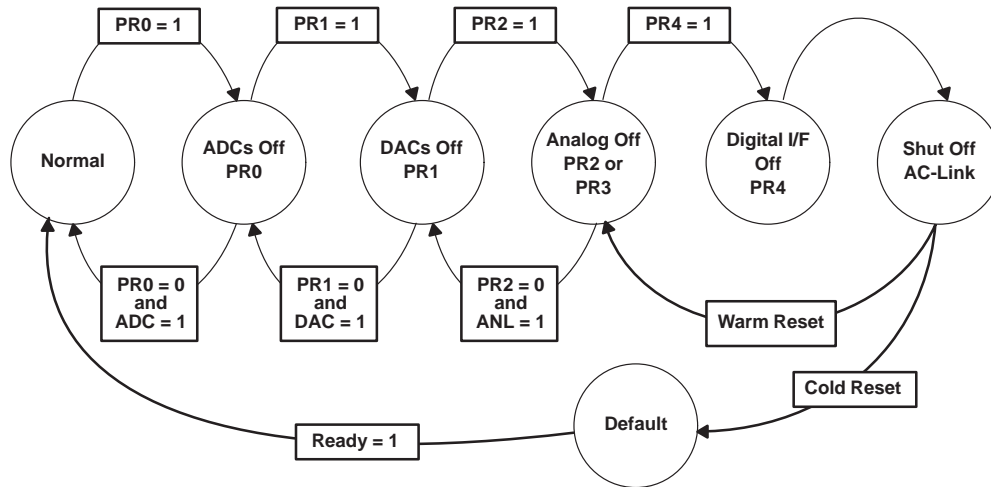 PR0 = 1
PR1 = 1
PR2 = 1
PR4 = 1
Normal
ADCs Off
PR0
DACs Off
PR1
Analog Off
PR2 or
PR3
Digital I/F
Off
PR4
Shut Off
AC-Link
PR0 = 0
and
ADC = 1
PR1 = 0
and
DAC = 1
PR2 = 0
and
ANL = 1
Warm Reset
Cold Reset
Default
Ready = 1